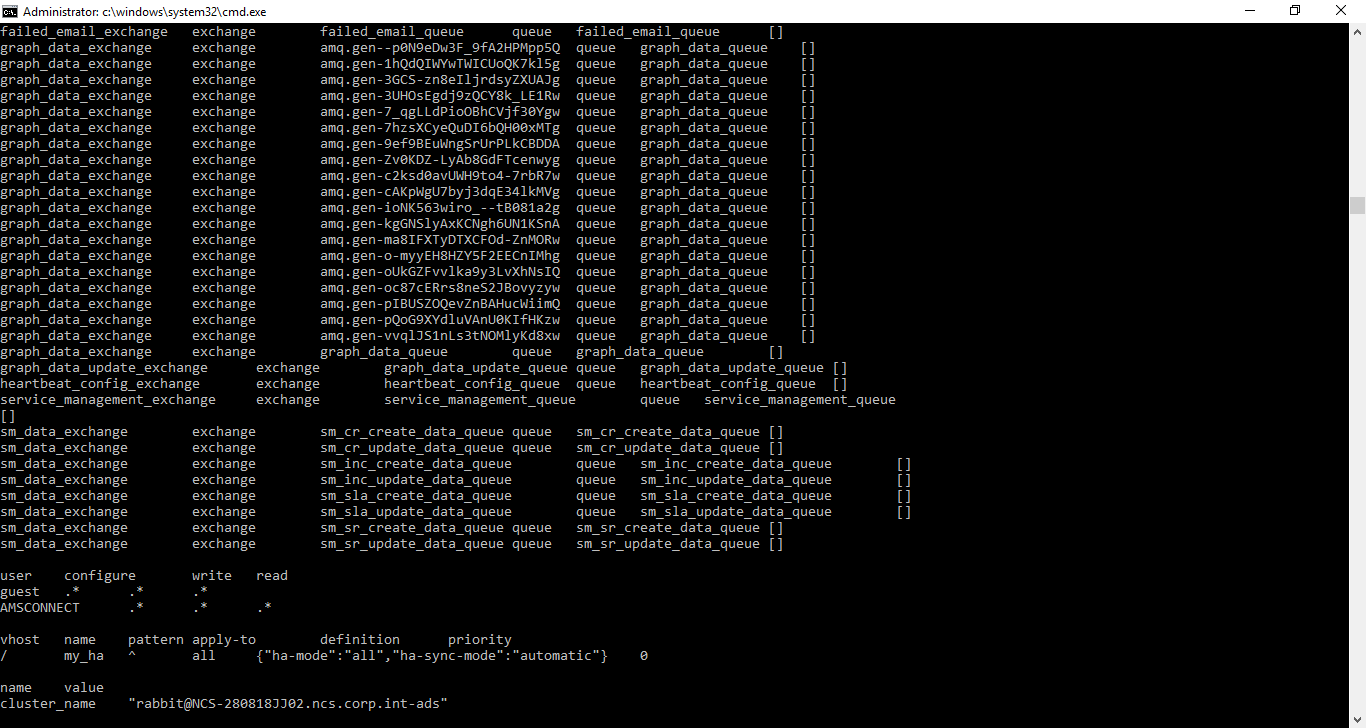 Administrator: c:\windows\system32\cmd.exe
failed_email_exchange exchange failed_email_queue queue failed_email_queue []
graph_data_exchange exchange amq.gen--p0N9eDw3F_9fA2HPMpp5Q queue graph_data_queue []
graph_data_exchange exchange amq.gen-1hQdQIWYwTWICUoQK7kl5g queue graph_data_queue []
graph_data_exchange exchange amq.gen-3GCS-zn8eIljrdsyZXUAJg queue graph_data_queue []
graph_data_exchange exchange amq.gen-3UHOsEgdj9zQCY8k_LE1Rw queue graph_data_queue []
graph_data_exchange exchange amq.gen-7_qgLLdPioOBhCVjf30Ygw queue graph_data_queue []
graph_data_exchange exchange amq.gen-7hzsXCyeQuDI6bQH00xMTg queue graph_data_queue []
graph_data_exchange exchange amq.gen-9ef9BEuWngSrUrPLkCBDDA queue graph_data_queue []
graph_data_exchange exchange amq.gen-Zv0KDZ-LyAb8GdFTcenwyg queue graph_data_queue []
graph_data_exchange exchange amq.gen-c2ksd0avUWH9to4-7rbR7w queue graph_data_queue []
graph_data_exchange exchange amq.gen-cAKpWgU7byj3dqE34lkMVg queue graph_data_queue []
graph_data_exchange exchange amq.gen-ioNK563wiro_--tB081a2g queue graph_data_queue []
graph_data_exchange exchange amq.gen-kgGNSlyAxKCNgh6UN1KSnA queue graph_data_queue []
graph_data_exchange exchange amq.gen-ma8IFXTyDTXCFOd-ZnMORw queue graph_data_queue []
graph_data_exchange exchange amq.gen-o-myyEH8HZY5F2EECnIMhg queue graph_data_queue []
graph_data_exchange exchange amq.gen-oUkGZFvvlka9y3LvXhNsIQ queue graph_data_queue []
graph_data_exchange exchange amq.gen-oc87cERrs8neS2JBovyzyw queue graph_data_queue []
graph_data_exchange exchange amq.gen-pIBUSZOQevZnBAHucWiimQ queue graph_data_queue []
graph_data_exchange exchange amq.gen-pQoG9XYdluVAnU0KIfHKzw queue graph_data_queue []
graph_data_exchange exchange amq.gen-vvqlJS1nLs3tNOMlyKd8xw queue graph_data_queue []
graph_data_exchange exchange graph_data_queue queue graph_data_queue []
graph_data_update_exchange exchange graph_data_update_queue queue graph_data_update_queue []
heartbeat_config_exchange exchange heartbeat_config_queue queue heartbeat_config_queue []
service_management_exchange exchange service_management_queue queue service_management_queue
[]
sm_data_exchange exchange sm_cr_create_data_queue queue sm_cr_create_data_queue []
sm_data_exchange exchange sm_cr_update_data_queue queue sm_cr_update_data_queue []
sm_data_exchange exchange sm_inc_create_data_queue queue sm_inc_create_data_queue []
sm_data_exchange exchange sm_inc_update_data_queue queue sm_inc_update_data_queue []
sm_data_exchange exchange sm_sla_create_data_queue queue sm_sla_create_data_queue []
sm_data_exchange exchange sm_sla_update_data_queue queue sm_sla_update_data_queue []
sm_data_exchange exchange sm_sr_create_data_queue queue sm_sr_create_data_queue []
sm_data_exchange exchange sm_sr_update_data_queue queue sm_sr_update_data_queue []
user configure write read
guest .* .* .*
AMSCONNECT .* .* .*
vhost name pattern apply-to definition priority
/ my_ha ^ all {"ha-mode":"all","ha-sync-mode":"automatic"} 0
name value
cluster_name "rabbit@NCS-280818JJ02.ncs.corp.int-ads"